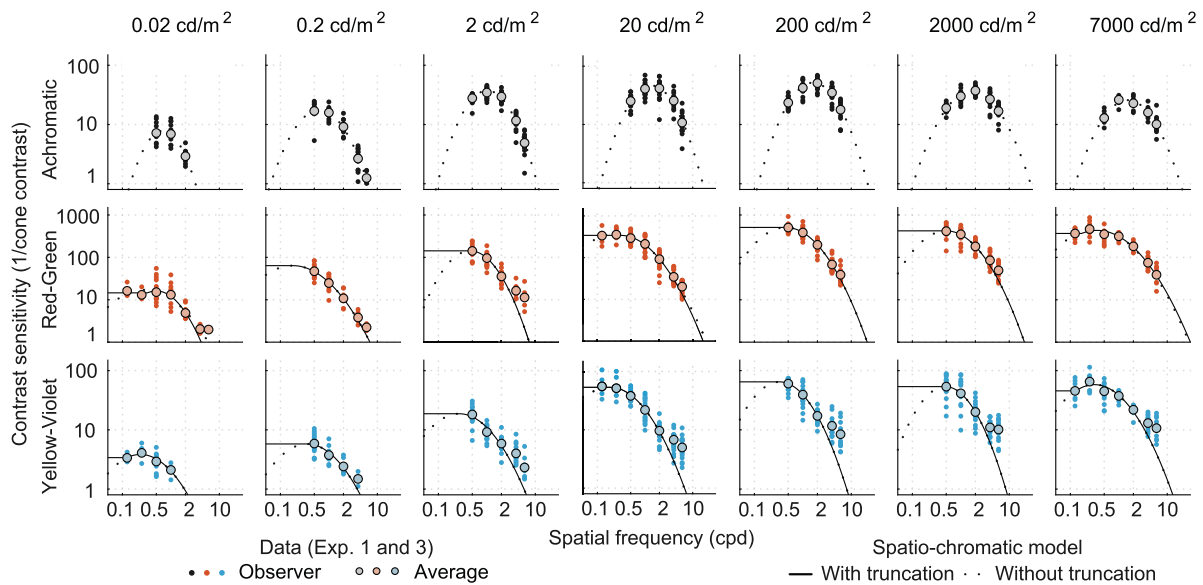 0.02 cd/m² 0.2 cd/m² 2 cd/m² 20 cd/m² 200 cd/m² 2000 cd/m² 7000 cd/m²
Contrast sensitivity (1/cone contrast)
Achromatic
100
10
1
Red-Green
1000
100
10
1
Yellow-Violet
100
10
1
0.1 0.5 2 10 0.1 0.5 2 10 0.1 0.5 2 10 0.1 0.5 2 10 0.1 0.5 2 10 0.1 0.5 2 10 0.1 0.5 2 10
Spatial frequency (cpd)
Data (Exp. 1 and 3)
Observer Average
Spatio-chromatic model
With truncation Without truncation